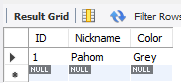 Result Grid Filter Rows
ID Nickname Color
1 Pahom Grey
NULL NULL NULL